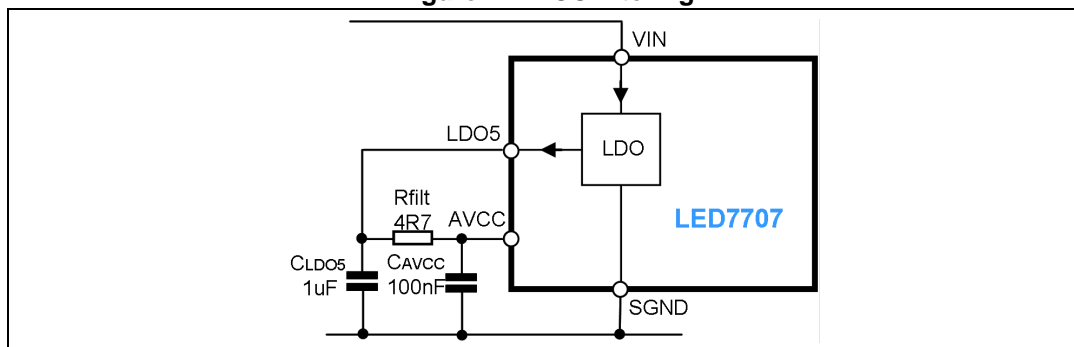 VIN
LDO5
LDO
Rfilt
4R7
AVCC
LED7707
CLDO5
1uF
CAVCC
100nF
SGND